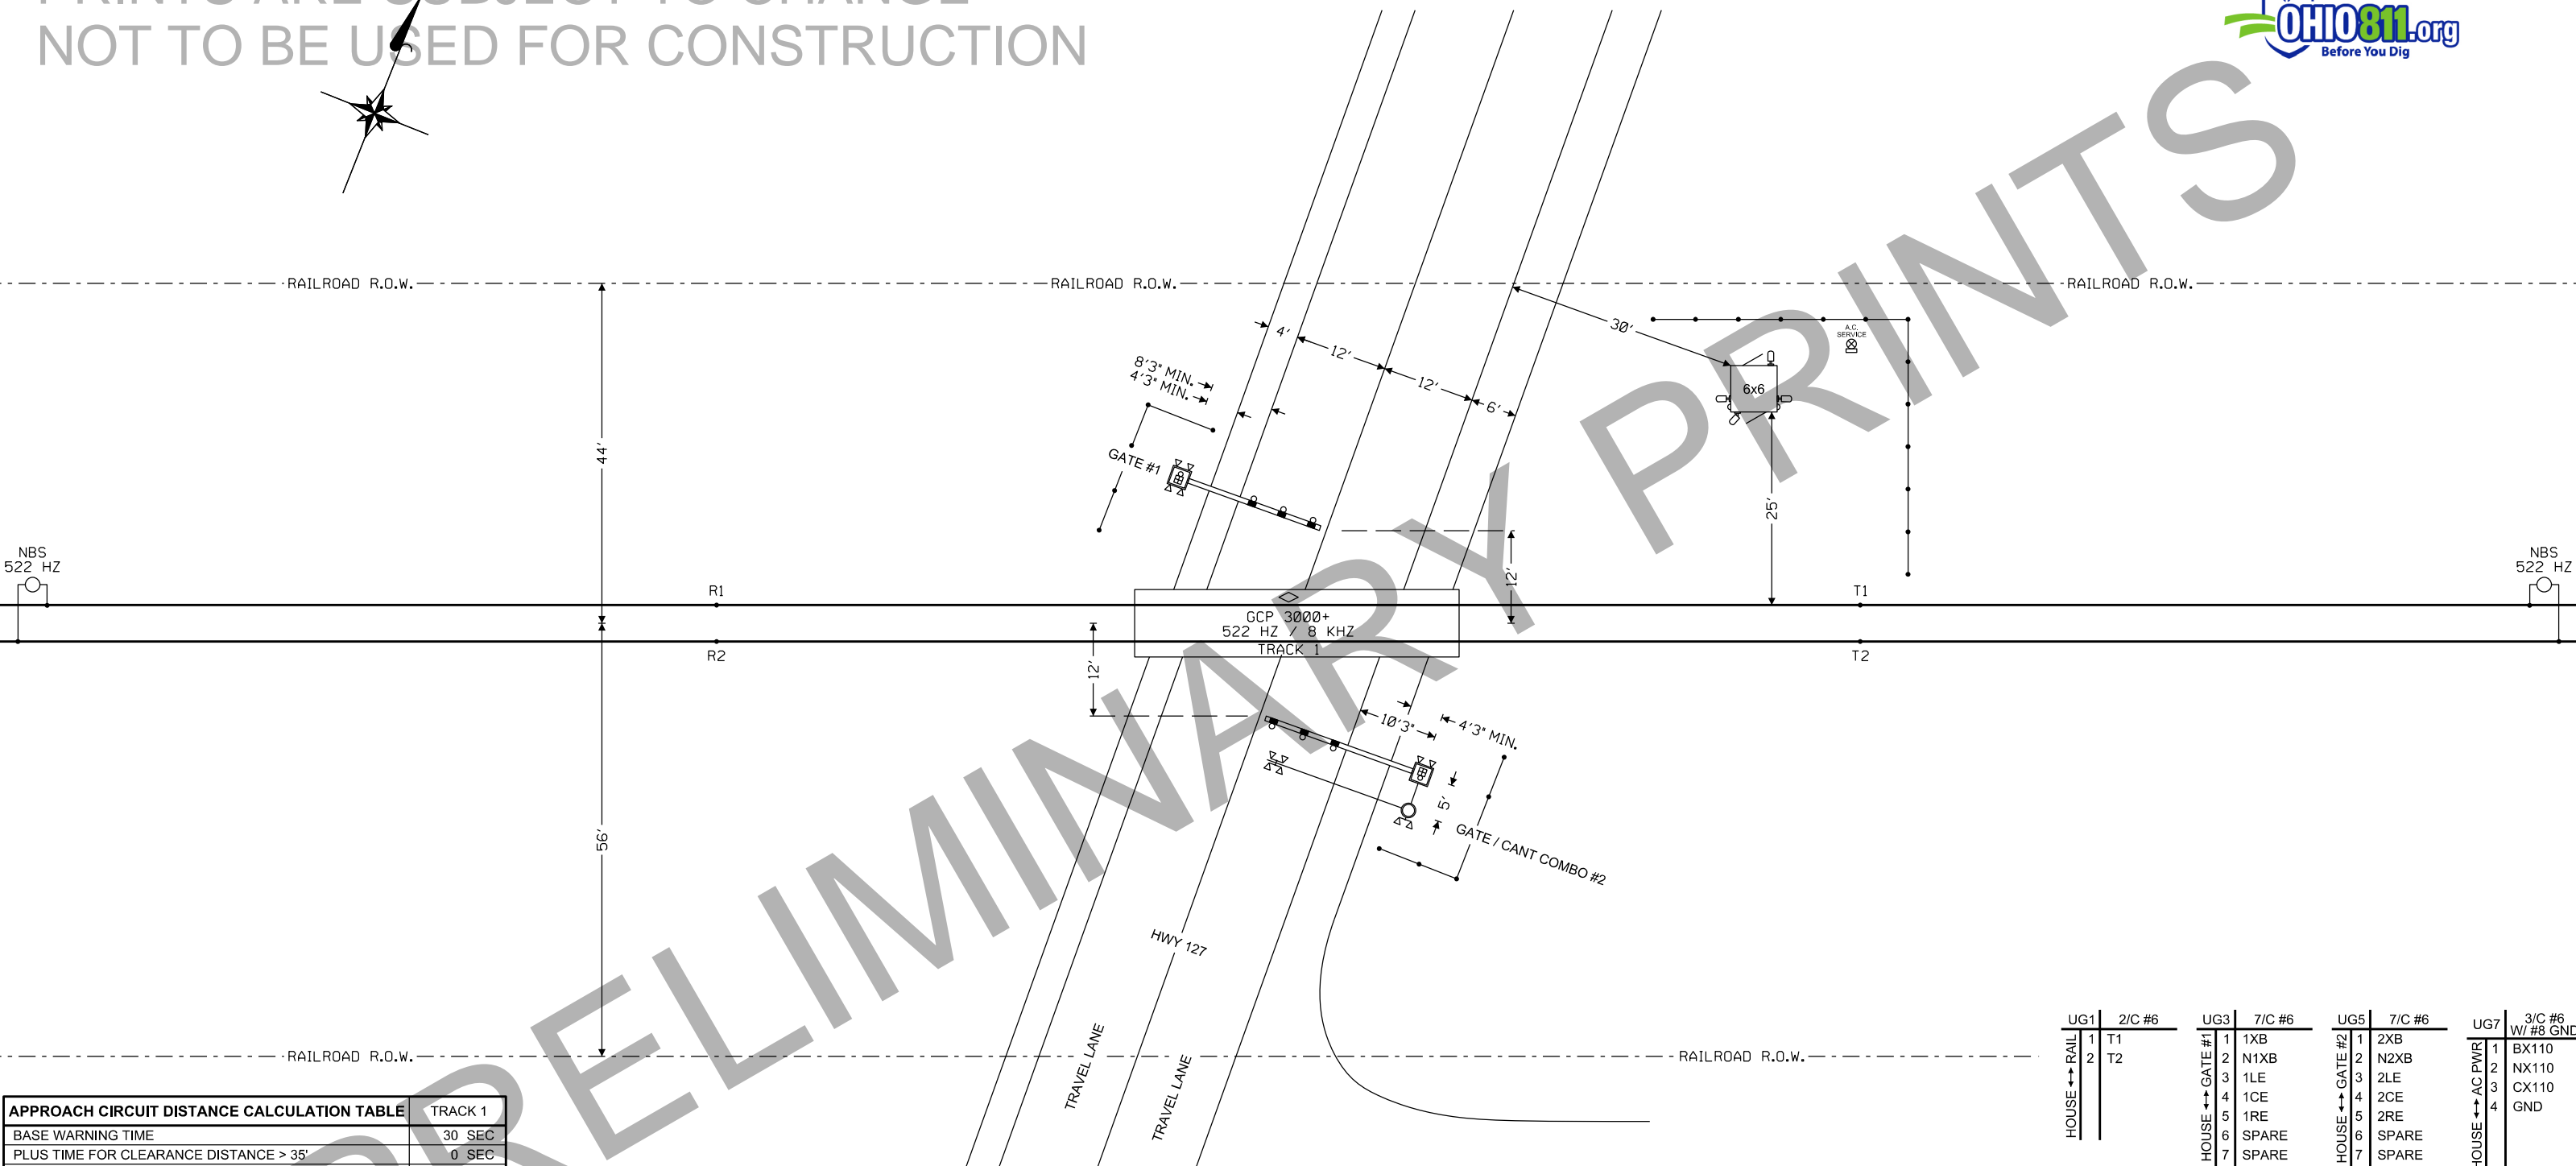 PRINTS ARE SUBJECT TO CHANGE
NOT TO BE USED FOR CONSTRUCTION
OHIO811.org
Before You Dig
PRELIMINARY PRINTS
RAILROAD R.O.W.
RAILROAD R.O.W.
RAILROAD R.O.W.
44'
56'
4'
12'
12'
6'
30'
8'3" MIN.
4'3" MIN.
A.C.
SERVICE
6x6
25'
GATE #1
12'
NBS
522 HZ
R1
R2
GCP 3000+
522 HZ / 8 KHZ
TRACK 1
T1
T2
NBS
522 HZ
12'
10'3"
4'3" MIN.
5'
GATE / CANT COMBO #2
HWY 127
TRAVEL LANE
TRAVEL LANE
RAILROAD R.O.W.
RAILROAD R.O.W.
APPROACH CIRCUIT DISTANCE CALCULATION TABLE TRACK 1
BASE WARNING TIME 30 SEC
PLUS TIME FOR CLEARANCE DISTANCE > 35' 0 SEC
UG1 2/C #6
HOUSE ↔ RAIL
1 T1
2 T2
UG3 7/C #6
HOUSE ↔ GATE #1
1 1XB
2 N1XB
3 1LE
4 1CE
5 1RE
6 SPARE
7 SPARE
UG5 7/C #6
HOUSE ↔ GATE #2
1 2XB
2 N2XB
3 2LE
4 2CE
5 2RE
6 SPARE
7 SPARE
UG7 3/C #6
W/ #8 GND
HOUSE ↔ AC PWR
1 BX110
2 NX110
3 CX110
4 GND